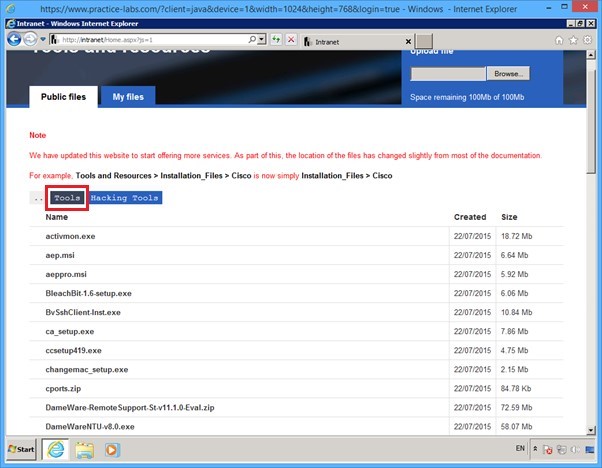 https://www.practice-labs.com/?client=java&device=1&width=1024&height=768&login=true - Windows - Internet Explorer
Intranet - Windows Internet Explorer
http://intranet/Home.aspx?js=1
Intranet
Tools and resources
Upload file
Browse...
Public files
My files
Space remaining 100Mb of 100Mb
Note
We have updated this website to start offering more services. As part of this, the location of the files has changed slightly from most of the documentation.
For example, Tools and Resources > Installation_Files > Cisco is now simply Installation_Files > Cisco
.. Tools Hacking Tools
Name Created Size
activmon.exe 22/07/2015 18.72 Mb
aep.msi 22/07/2015 6.64 Mb
aeppro.msi 22/07/2015 5.92 Mb
BleachBit-1.6-setup.exe 22/07/2015 6.06 Mb
BvSshClient-Inst.exe 22/07/2015 10.84 Mb
ca_setup.exe 22/07/2015 7.86 Mb
ccsetup419.exe 22/07/2015 4.75 Mb
changemac_setup.exe 22/07/2015 2.15 Mb
cports.zip 22/07/2015 84.78 Kb
DameWare-RemoteSupport-St-v11.1.0-Eval.zip 22/07/2015 72.59 Mb
DameWareNTU-v8.0.exe 22/07/2015 58.07 Mb
Start
EN